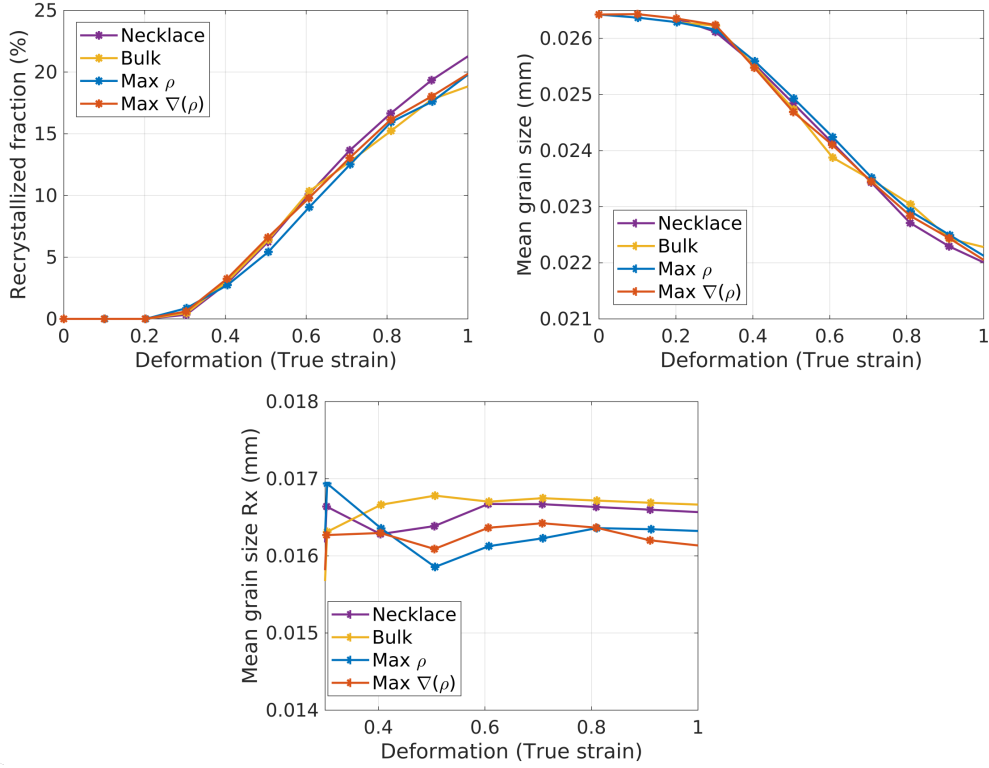 25
20
15
10
5
0
Recrystallized fraction (%)
Necklace
Bulk
Max ρ
Max ∇(ρ)
0 0.2 0.4 0.6 0.8 1
Deformation (True strain)
0.026
0.025
0.024
0.023
0.022
0.021
Mean grain size (mm)
Necklace
Bulk
Max ρ
Max ∇(ρ)
0 0.2 0.4 0.6 0.8 1
Deformation (True strain)
0.018
0.017
0.016
0.015
0.014
Mean grain size Rx (mm)
Necklace
Bulk
Max ρ
Max ∇(ρ)
0.4 0.6 0.8 1
Deformation (True strain)